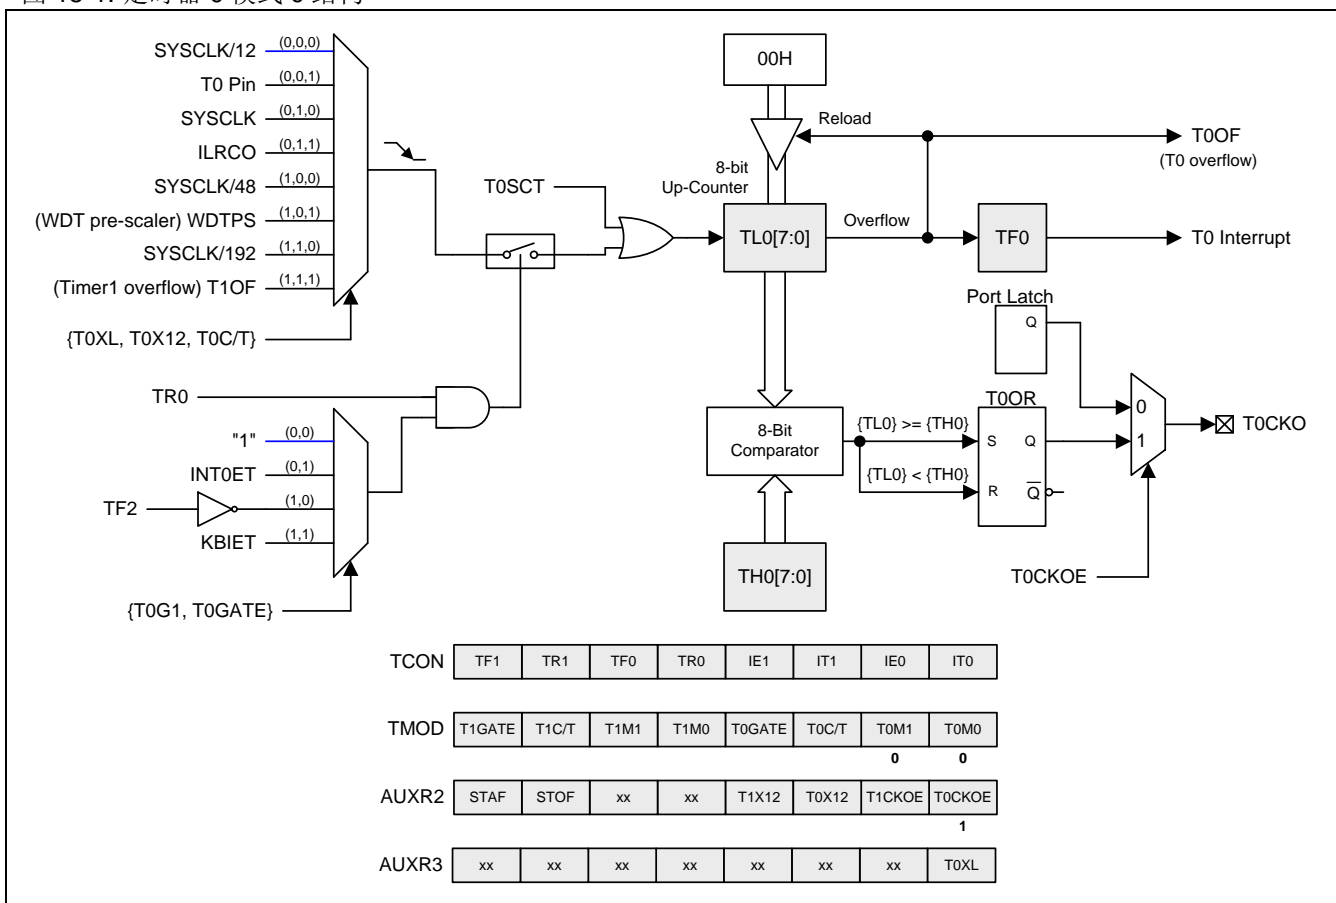 SYSCLK/12 (0,0,0)
T0 Pin (0,0,1)
SYSCLK (0,1,0)
ILRCO (0,1,1)
SYSCLK/48 (1,0,0)
(WDT pre-scaler) WDTPS (1,0,1)
SYSCLK/192 (1,1,0)
(Timer1 overflow) T1OF (1,1,1)
{T0XL, T0X12, T0C/T}
TR0
"1" (0,0)
INT0ET (0,1)
TF2 (1,0)
KBIET (1,1)
{T0G1, T0GATE}
T0SCT
00H
Reload
8-bit
Up-Counter
TL0[7:0]
Overflow
T0OF
(T0 overflow)
TF0
T0 Interrupt
Port Latch
Q
8-Bit
Comparator
{TL0} >= {TH0}
{TL0} < {TH0}
T0OR
S Q
R Q
0
1
T0CKO
TH0[7:0]
T0CKOE
TCON TF1 TR1 TF0 TR0 IE1 IT1 IE0 IT0
TMOD T1GATE T1C/T T1M1 T1M0 T0GATE T0C/T T0M1 T0M0
0 0
AUXR2 STAF STOF xx xx T1X12 T0X12 T1CKOE T0CKOE
1
AUXR3 xx xx xx xx xx xx xx T0XL